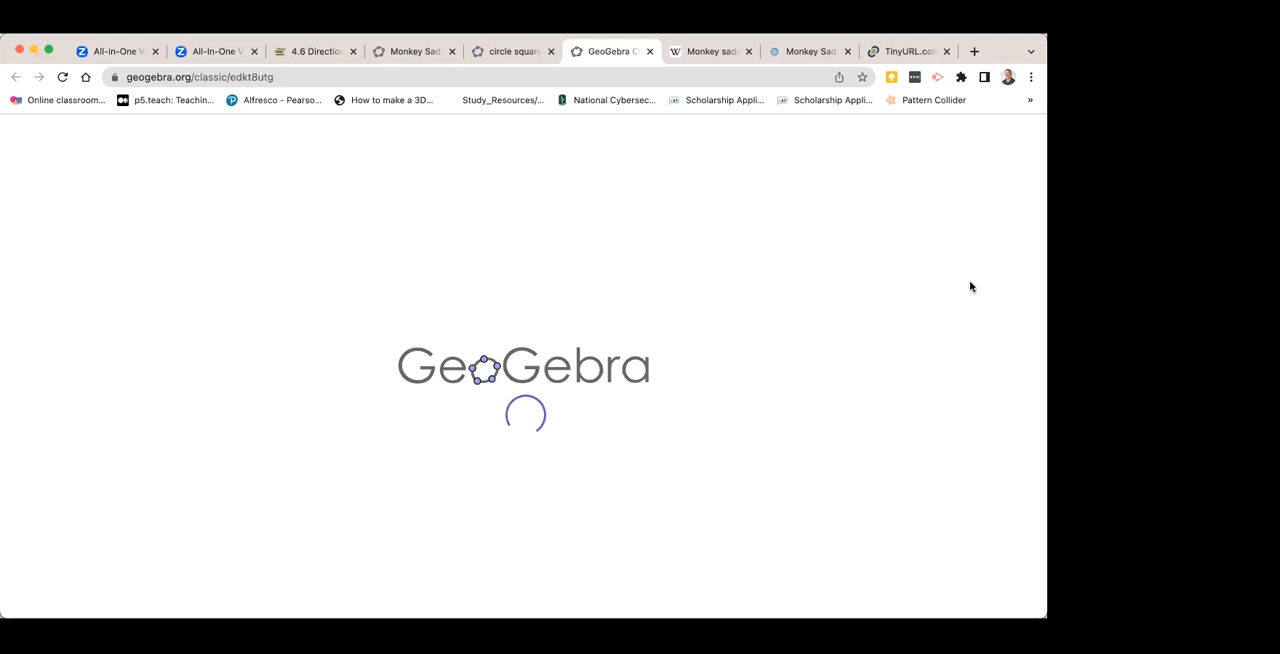 All-In-One V All-In-One V 4.6 Direction Monkey Sad circle square GeoGebra C Monkey sad Monkey Sad TinyURL.com
geogebra.org/classic/edkt8utg
Online classroom... p5.teach: Teachin... Alfresco - Pearso... How to make a 3D... Study_Resources/... National Cybersec... Scholarship Appli... Scholarship Appli... Pattern Collider »
GeoGebra